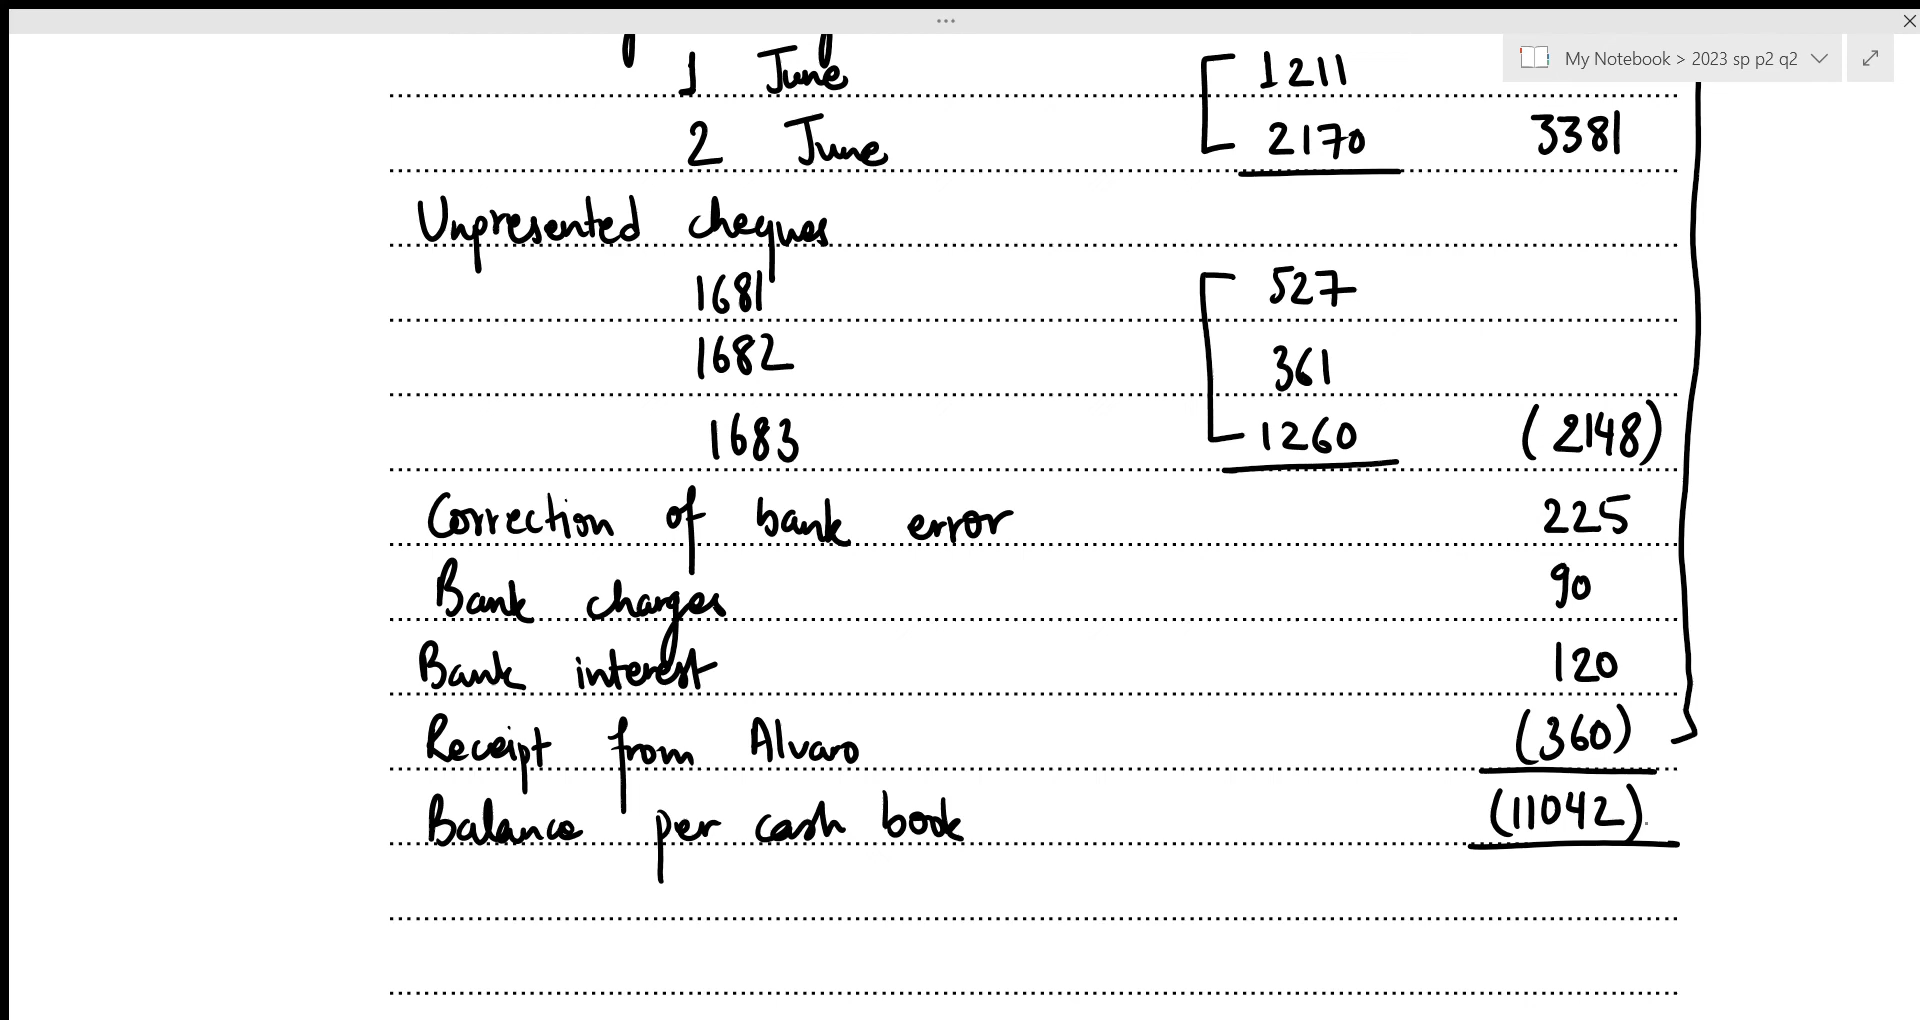 My Notebook > 2023 sp p2 q2
1 June 1211
2 June 2170 3381
Unpresented cheques
1681 527
1682 361
1683 1260 (2148)
Correction of bank error 225
Bank charges 90
Bank interest 120
Receipt from Alvaro (360)
Balance per cash book (11042)